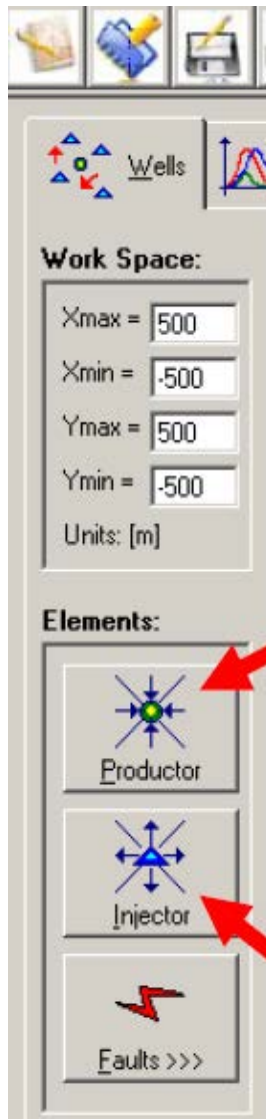 Wells
Work Space:
Xmax = 500
Xmin = -500
Ymax = 500
Ymin = -500
Units: [m]
Elements:
Productor
Injector
Faults >>>